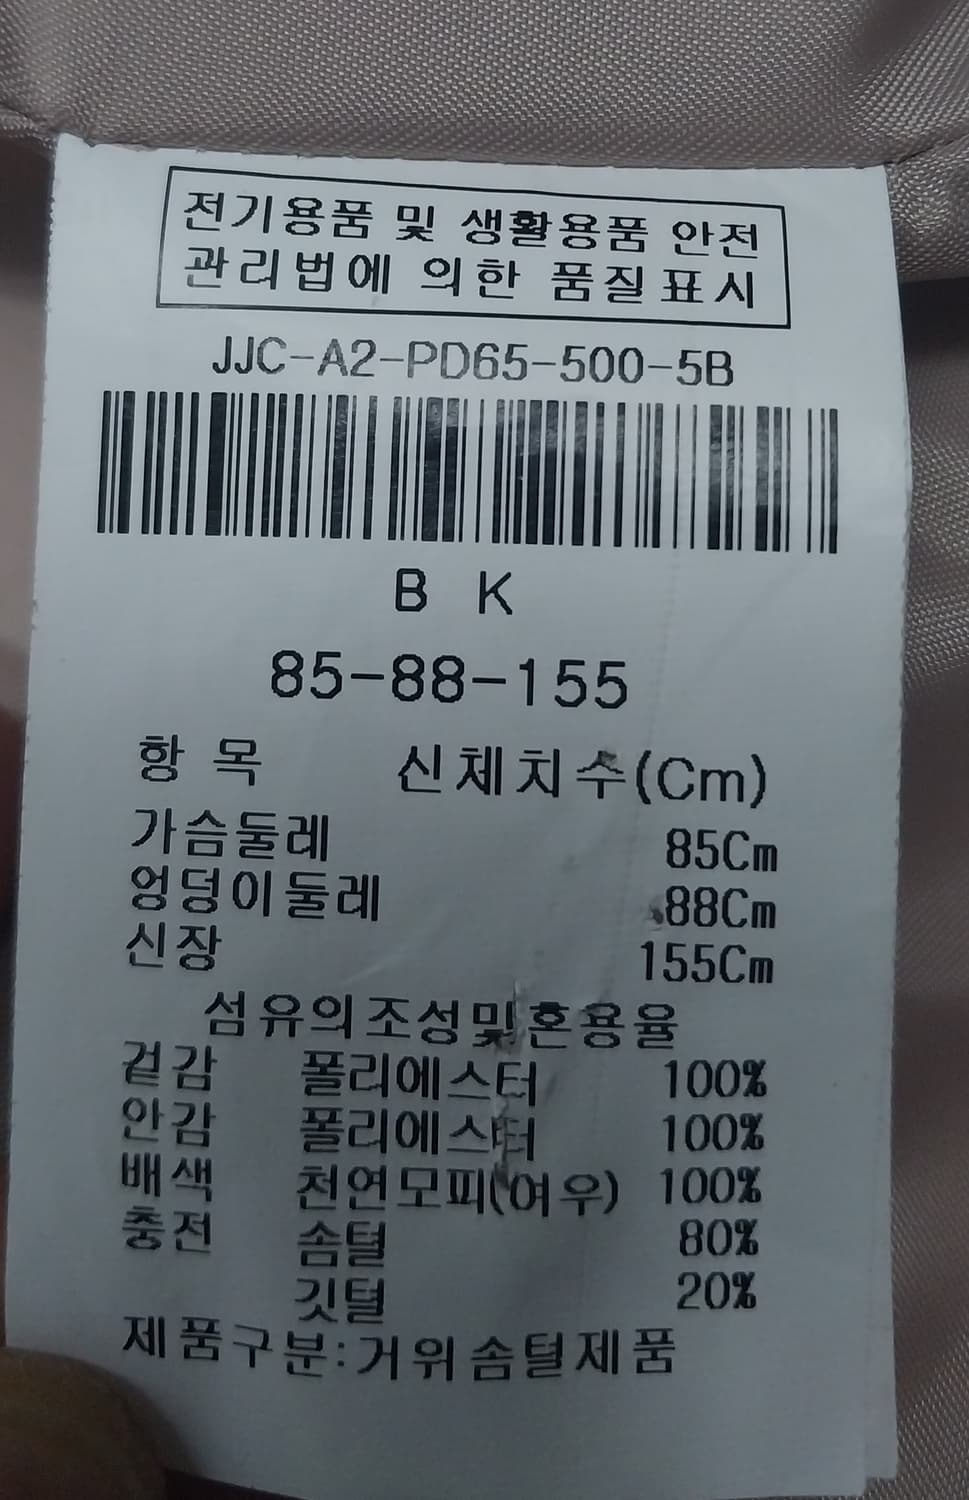 전기용품 및 생활용품 안전
관리법에 의한 품질표시
JJC-A2-PD65-500-5B
B K
85-88-155
항 목 신체치수(Cm)
가슴둘레 85Cm
엉덩이둘레 88Cm
신장 155Cm
섬유의조성및혼용율
겉감 폴리에스터 100%
안감 폴리에스터 100%
배색 천연모피(여우) 100%
충전 솜털 80%
깃털 20%
제품구분:거위솜털제품